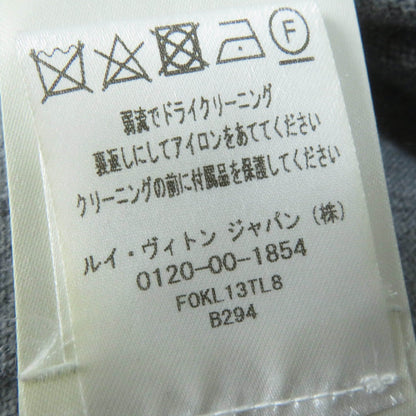 F
弱流でドライクリーニング
裏返しにしてアイロンをあててください
クリーニングの前に付属品を保護してください
ルイ・ヴィトン ジャパン (株)
0120-00-1854
FOKL13TL8
B294